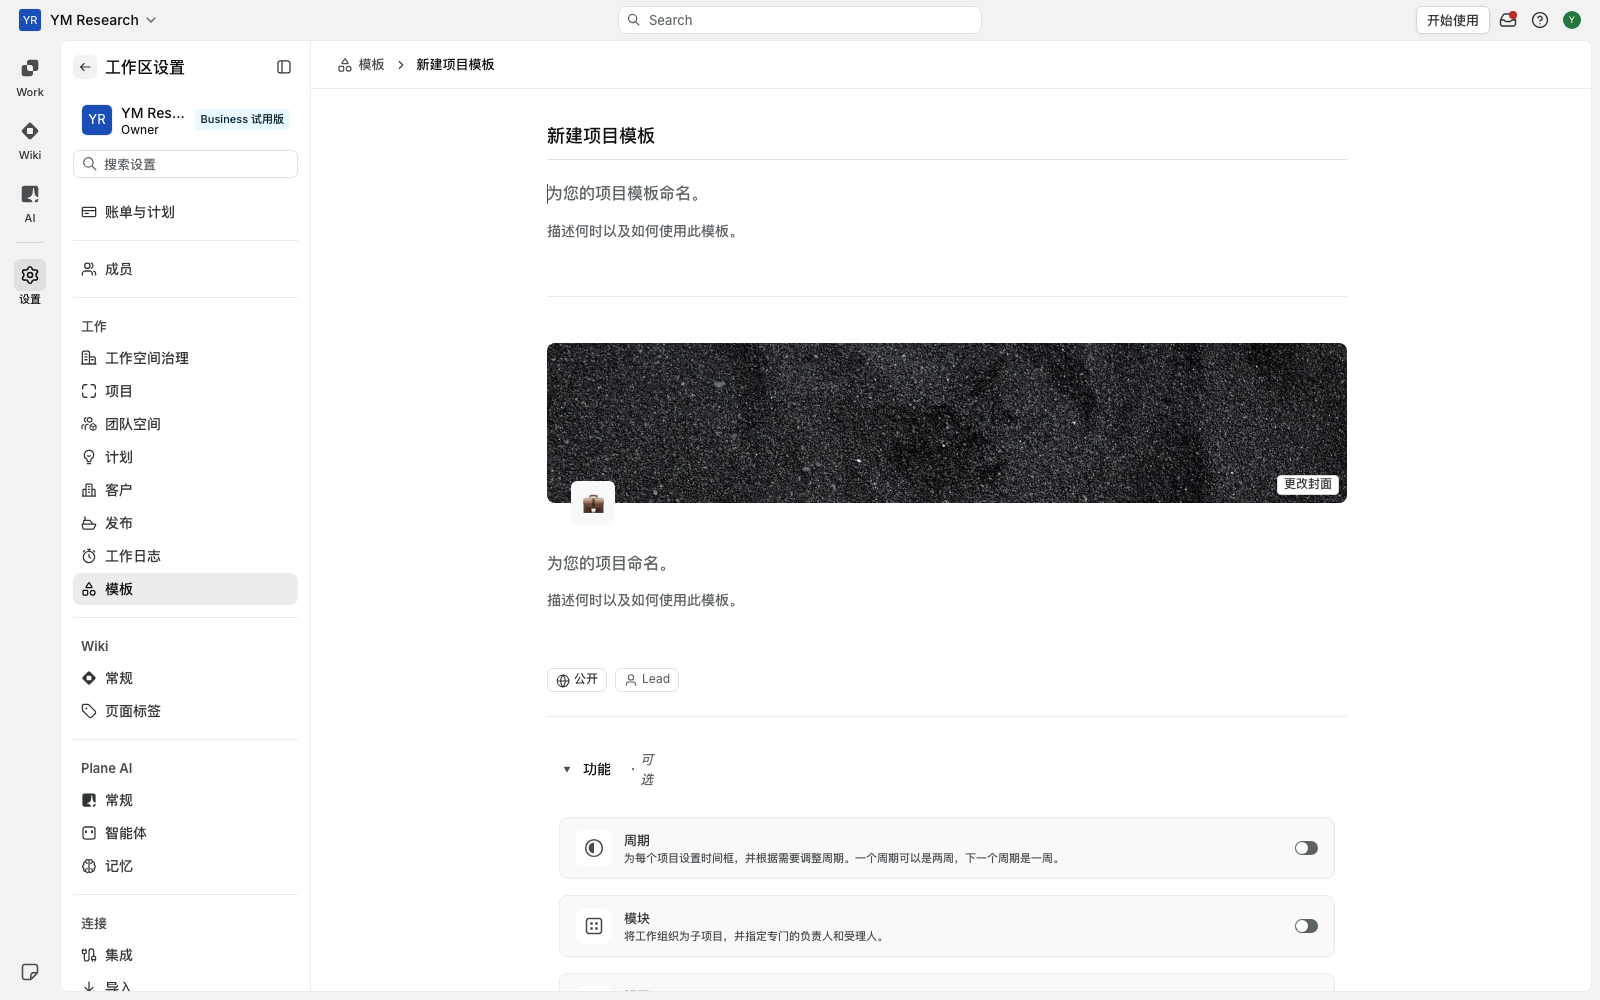 YR YM Research
Search
开始使用
Y
Work
Wiki
AI
设置
工作区设置
YR
YM Res...
Owner
Business 试用版
搜索设置
账单与计划
成员
工作
工作空间治理
项目
团队空间
计划
客户
发布
工作日志
模板
Wiki
常规
页面标签
Plane AI
常规
智能体
记忆
连接
集成
导入
模板
新建项目模板
新建项目模板
为您的项目模板命名。
描述何时以及如何使用此模板。
更改封面
为您的项目命名。
描述何时以及如何使用此模板。
公开
Lead
功能 · 可
选
周期
为每个项目设置时间框，并根据需要调整周期。一个周期可以是两周，下一个周期是一周。
模块
将工作组织为子项目，并指定专门的负责人和受理人。